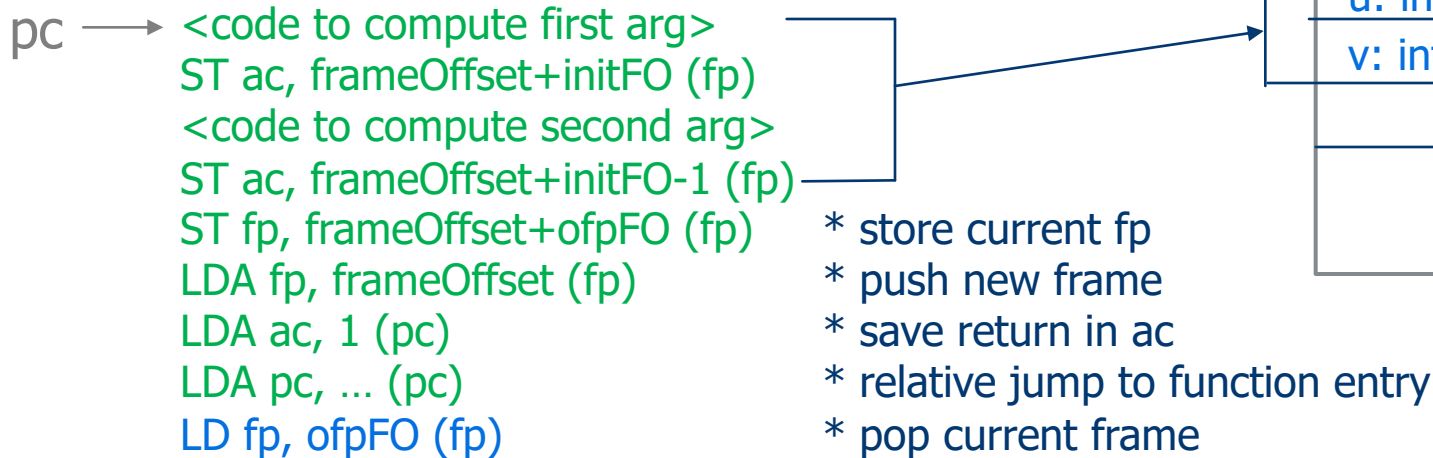 pc
<code to compute first arg>
ST ac, frameOffset+initFO (fp)
<code to compute second arg>
ST ac, frameOffset+initFO-1 (fp)
ST fp, frameOffset+ofpFO (fp) * store current fp
LDA fp, frameOffset (fp) * push new frame
LDA ac, 1 (pc) * save return in ac
LDA pc, … (pc) * relative jump to function entry
LD fp, ofpFO (fp) * pop current frame
u:
v: